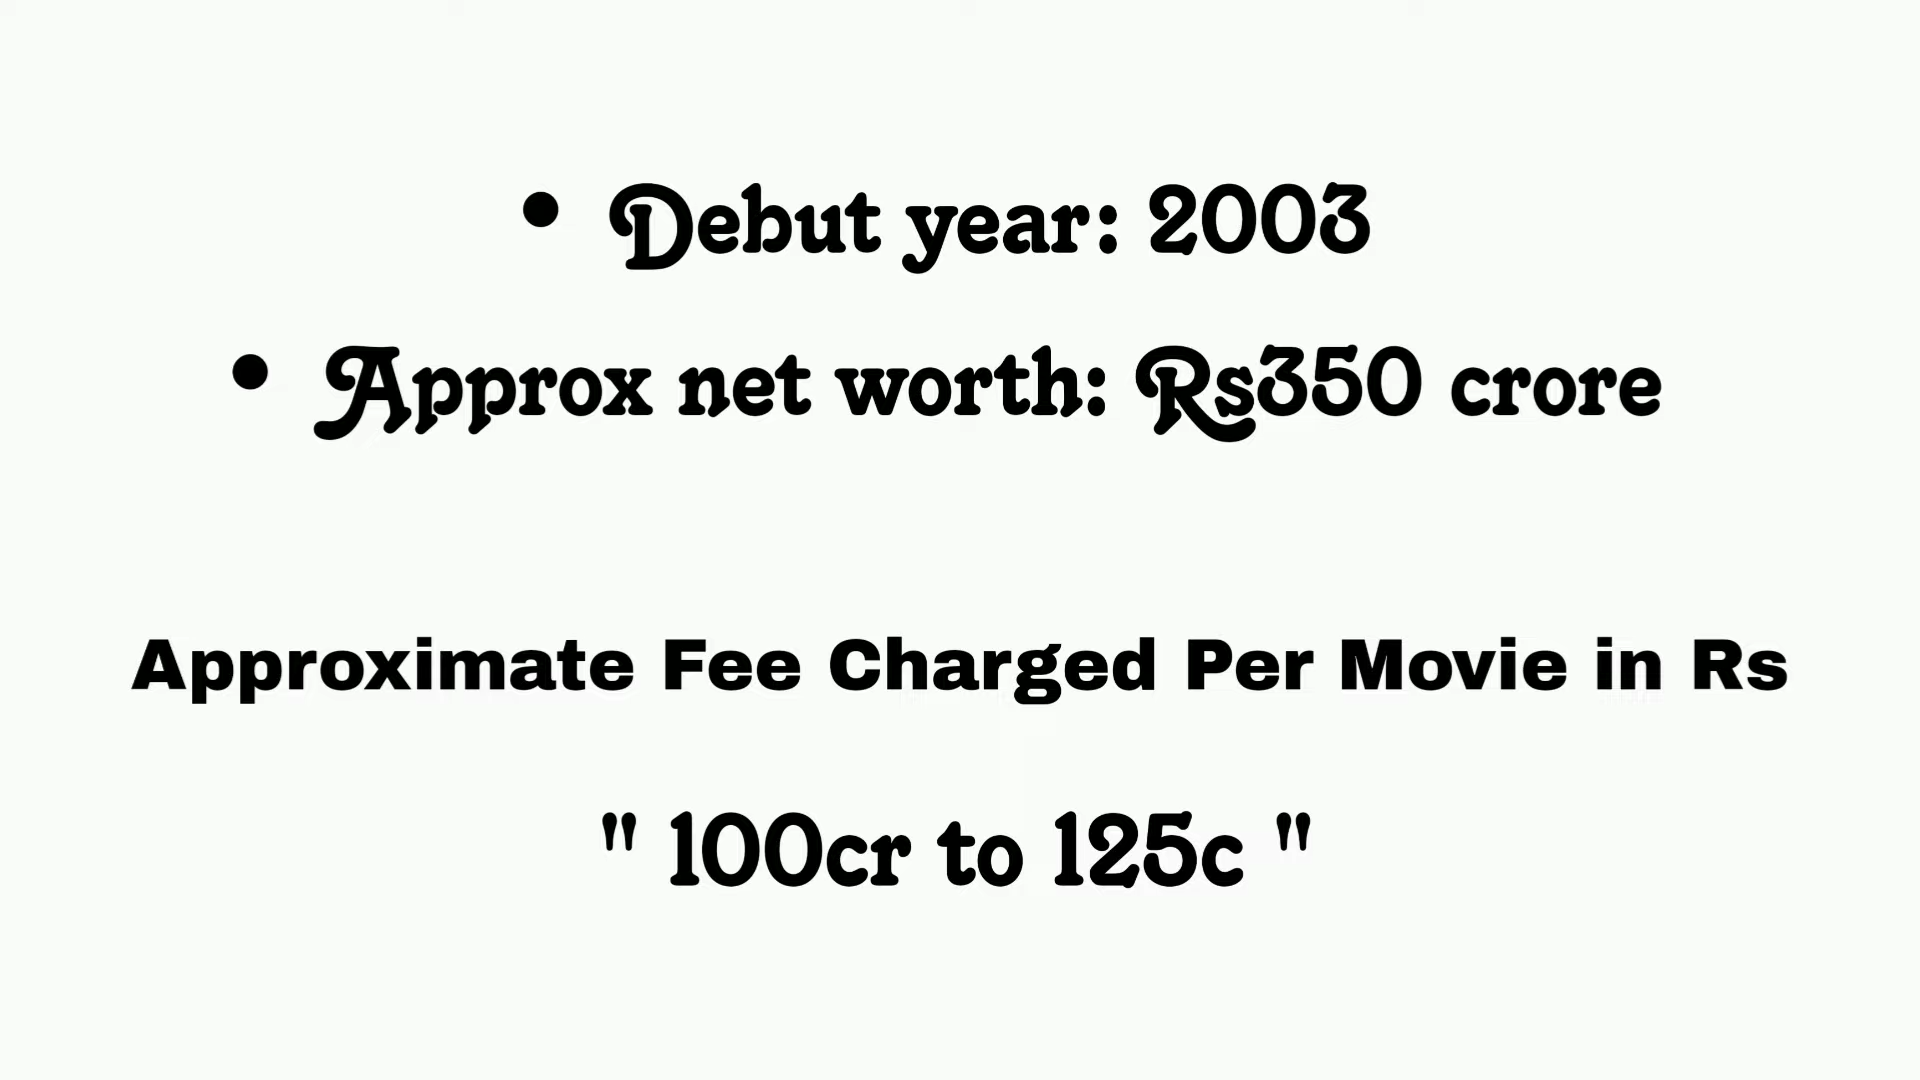 • Debut year: 2003
• Approx net worth: Rs350 crore
Approximate Fee Charged Per Movie in Rs
" 100cr to 125c "